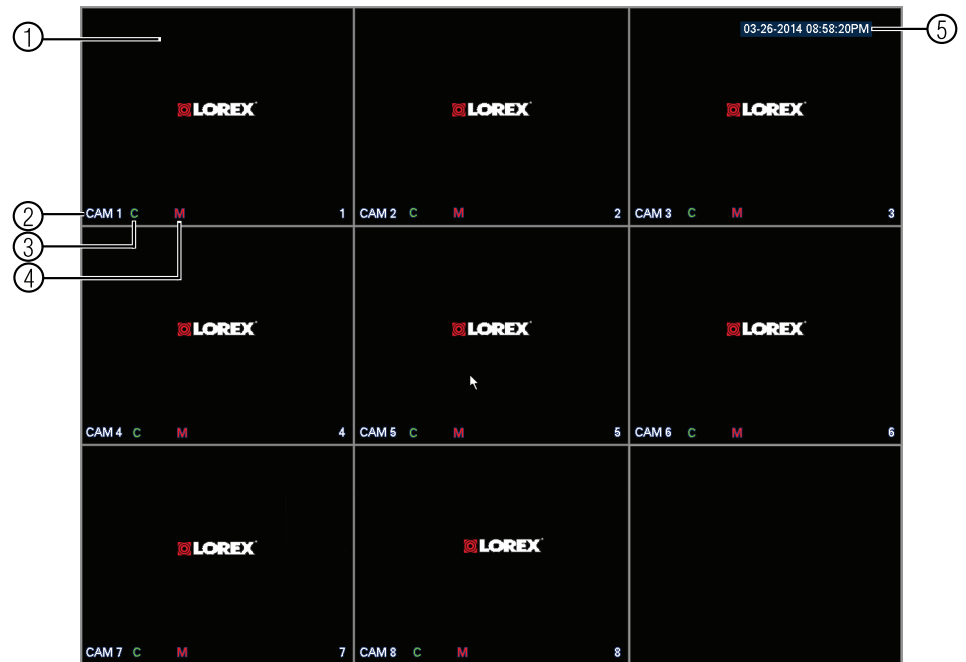 1
03-26-2014 08:58:20PM
5
LOREX
LOREX
LOREX
2
CAM 1 C M 1
CAM 2 C M 2
CAM 3 C M 3
3
4
LOREX
LOREX
LOREX
CAM 4 C M 4
CAM 5 C M 5
CAM 6 C M 6
LOREX
LOREX
CAM 7 C M 7
CAM 8 C M 8